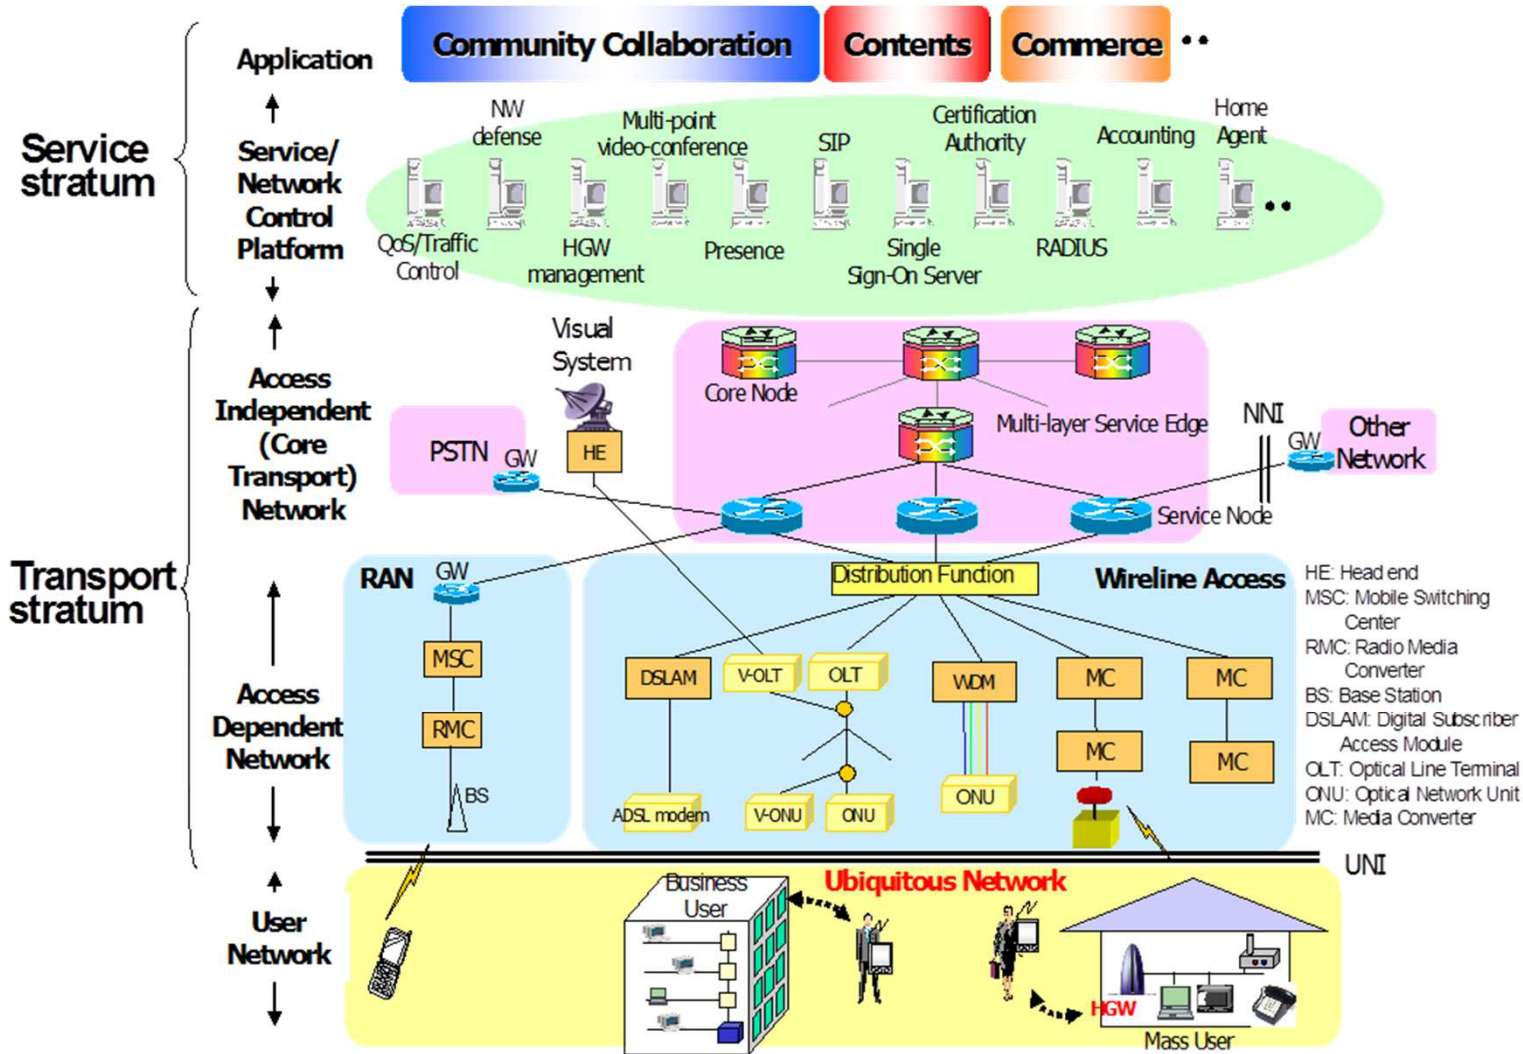 Community Collaboration
Contents
Commerce
Application
Service
stratum
Service/
Network
Control
Platform
NW
defense
Multi-point
video-conference
SIP
Certification
Authority
Accounting
Home
Agent
QoS/Traffic
Control
HGW
management
Presence
Single
Sign-On Server
RADIUS
Visual
System
HE
Core Node
Multi-layer Service Edge
Service Node
NNI
GW
Other
Network
PSTN
GW
Access
Independent
(Core
Transport)
Network
Transport
stratum
RAN
GW
MSC
RMC
BS
Distribution Function
Wireline Access
DSLAM
V-OLT
OLT
WDM
MC
MC
MC
MC
ADSL modem
V-ONU
ONU
ONU
HE: Head end
MSC: Mobile Switching
Center
RMC: Radio Media
Converter
BS: Base Station
DSLAM: Digital Subscriber
Access Module
OLT: Optical Line Terminal
ONU: Optical Network Unit
MC: Media Converter
Access
Dependent
Network
UNI
User
Network
Business
User
Ubiquitous Network
HGW
Mass User